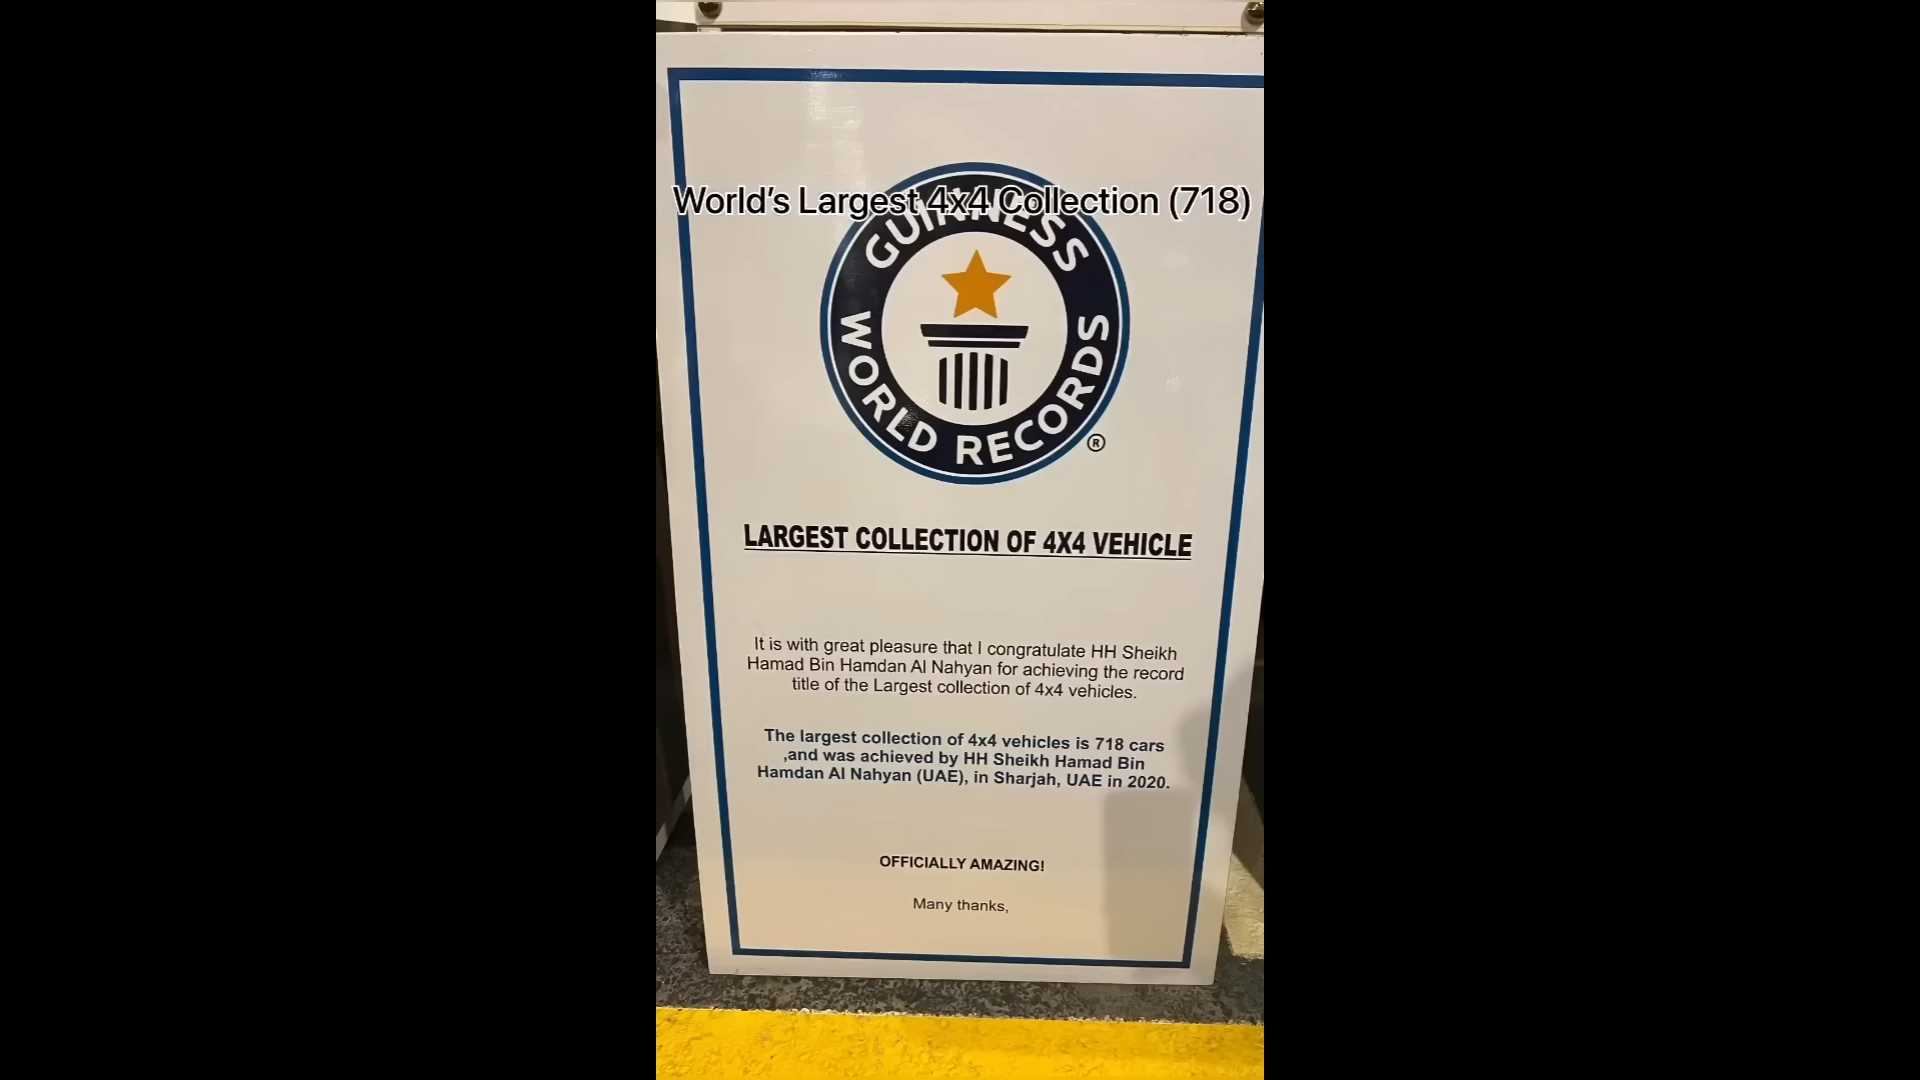 World's Largest 4x4 Collection (718)
GUINNESS
WORLD RECORDS
®
LARGEST COLLECTION OF 4X4 VEHICLE
It is with great pleasure that I congratulate HH Sheikh
Hamad Bin Hamdan Al Nahyan for achieving the record
title of the Largest collection of 4x4 vehicles.
The largest collection of 4x4 vehicles is 718 cars
,and was achieved by HH Sheikh Hamad Bin
Hamdan Al Nahyan (UAE), in Sharjah, UAE in 2020.
OFFICIALLY AMAZING!
Many thanks,